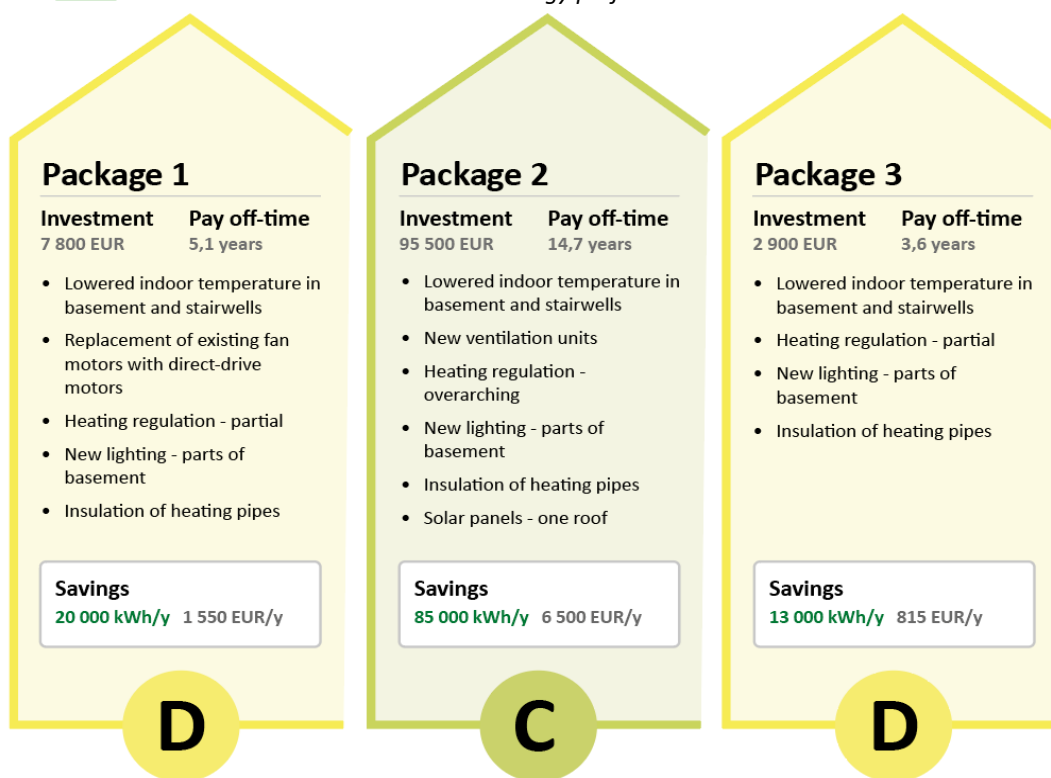 Package 1
Investment Pay off-time
7 800 EUR 5,1 years
• Lowered indoor temperature in
basement and stairwells
• Replacement of existing fan
motors with direct-drive
motors
• Heating regulation - partial
• New lighting - parts of
basement
• Insulation of heating pipes
Savings
20 000 kWh/y 1 550 EUR/y
D
Package 2
Investment Pay off-time
95 500 EUR 14,7 years
• Lowered indoor temperature in
basement and stairwells
• New ventilation units
• Heating regulation -
overarching
• New lighting - parts of
basement
• Insulation of heating pipes
• Solar panels - one roof
Savings
85 000 kWh/y 6 500 EUR/y
C
Package 3
Investment Pay off-time
2 900 EUR 3,6 years
• Lowered indoor temperature in
basement and stairwells
• Heating regulation - partial
• New lighting - parts of
basement
• Insulation of heating pipes
Savings
13 000 kWh/y 815 EUR/y
D